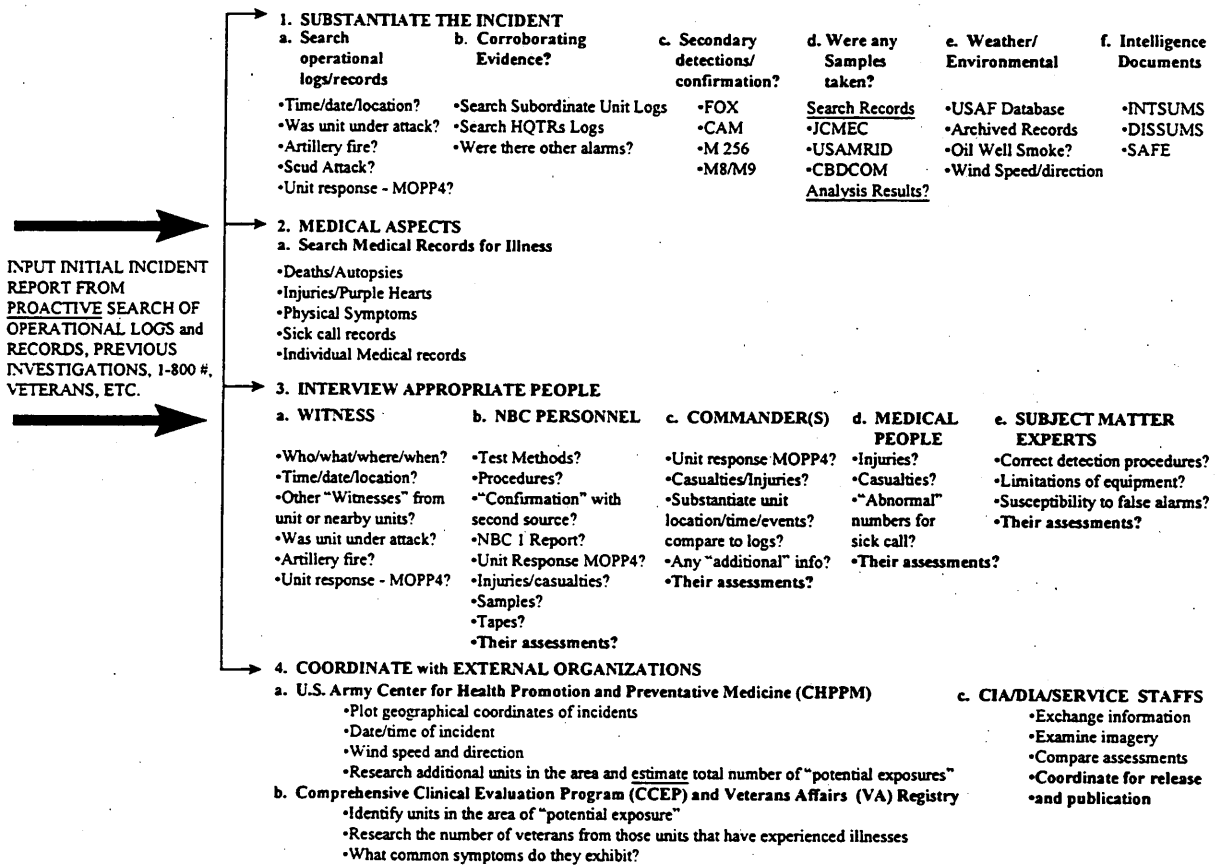 INPUT INITIAL INCIDENT
REPORT FROM
PROACTIVE SEARCH OF
OPERATIONAL LOGS and
RECORDS, PREVIOUS
INVESTIGATIONS, 1-800 #,
VETERANS, ETC.
1. SUBSTANTIATE THE INCIDENT
a. Search
operational
logs/records
•Time/date/location?
•Was unit under attack?
•Artillery fire?
•Scud Attack?
•Unit response - MOPP4?
b. Corroborating
Evidence?
•Search Subordinate Unit Logs
•Search HQTRs Logs
•Were there other alarms?
c. Secondary
detections/
confirmation?
•FOX
•CAM
•M 256
•M8/M9
d. Were any
Samples
taken?
Search Records
•JCMEC
•USAMRID
•CBDCOM
Analysis Results?
e. Weather/
Environmental
•USAF Database
•Archived Records
•Oil Well Smoke?
•Wind Speed/direction
f. Intelligence
Documents
•INTSUMS
•DISSUMS
•SAFE
2. MEDICAL ASPECTS
a. Search Medical Records for Illness
•Deaths/Autopsies
•Injuries/Purple Hearts
•Physical Symptoms
•Sick call records
•Individual Medical records
3. INTERVIEW APPROPRIATE PEOPLE
a. WITNESS
•Who/what/where/when?
•Time/date/location?
•Other "Witnesses" from
unit or nearby units?
•Was unit under attack?
•Artillery fire?
•Unit response - MOPP4?
b. NBC PERSONNEL
•Test Methods?
•Procedures?
•"Confirmation" with
second source?
•NBC 1 Report?
•Unit Response MOPP4?
•Injuries/casualties?
•Samples?
•Tapes?
•Their assessments?
c. COMMANDER(S)
•Unit response MOPP4?
•Casualties/Injuries?
•Substantiate unit
location/time/events?
compare to logs?
•Any "additional" info?
•Their assessments?
d. MEDICAL
PEOPLE
•Injuries?
•Casualties?
•"Abnormal"
numbers for
sick call?
•Their assessments?
e. SUBJECT MATTER
EXPERTS
•Correct detection procedures?
•Limitations of equipment?
•Susceptibility to false alarms?
•Their assessments?
4. COORDINATE with EXTERNAL ORGANIZATIONS
a. U.S. Army Center for Health Promotion and Preventative Medicine (CHPPM)
•Plot geographical coordinates of incidents
•Date/time of incident
•Wind speed and direction
•Research additional units in the area and estimate total number of "potential exposures"
b. Comprehensive Clinical Evaluation Program (CCEP) and Veterans Affairs (VA) Registry
•Identify units in the area of "potential exposure"
•Research the number of veterans from those units that have experienced illnesses
•What common symptoms do they exhibit?
c. CIA/DIA/SERVICE STAFFS
•Exchange information
•Examine imagery
•Compare assessments
•Coordinate for release
•and publication